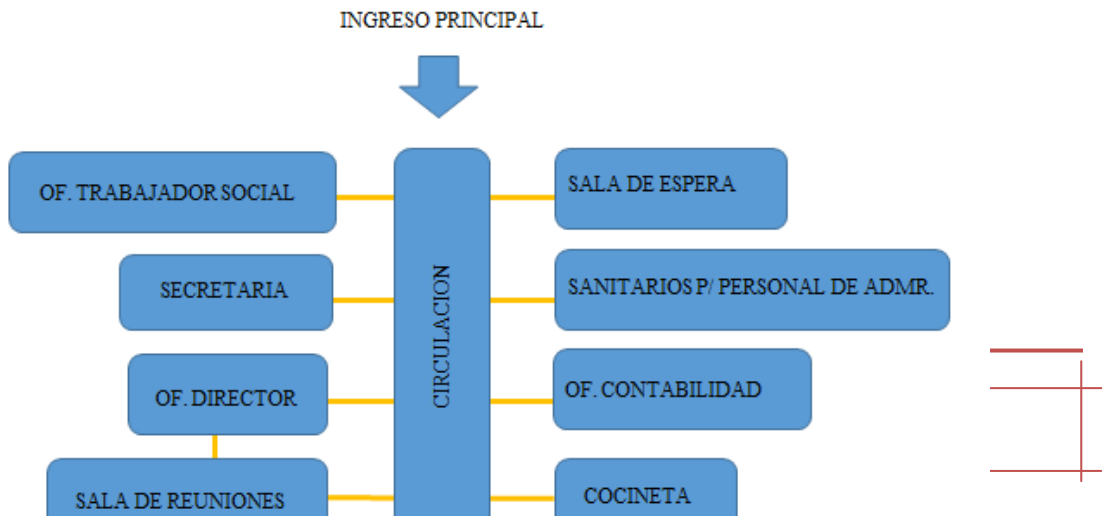 INGRESO PRINCIPAL
OF. TRABAJADOR SOCIAL
SALA DE ESPERA
SECRETARIA
SANITARIOS P/ PERSONAL DE ADMR.
CIRCULACION
OF. DIRECTOR
OF. CONTABILIDAD
SALA DE REUNIONES
COCINETA